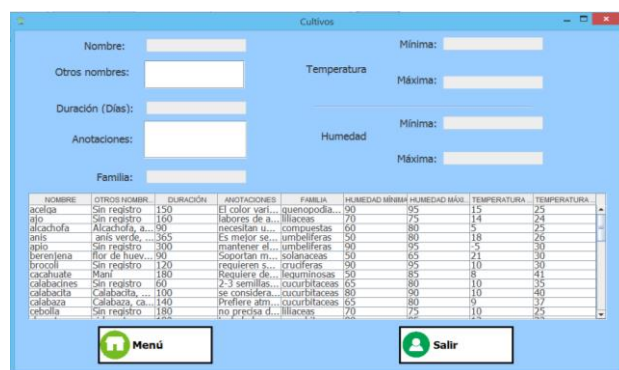 Cultivos
Nombre:
Otros nombres:
Duración (Días):
Anotaciones:
Familia:
Temperatura
Mínima:
Máxima:
Humedad
Mínima:
Máxima:
NOMBRE OTROS NOMBR... DURACIÓN ANOTACIONES FAMILIA HUMEDAD MÍNIMA HUMEDAD MÁXI... TEMPERATURA ... TEMPERATURA...
acelga Sin registro 150 El color vari... quenopodia... 90 95 15 25
ajo Sin registro 160 labores de a... liliaceas 70 75 14 24
alcachofa Alcachofa, a... 90 necesitan u... compuestas 60 80 5 25
anis anis verde, ... 365 Es mejor se... umbeliferas 50 80 18 26
apio Sin registro 300 mantener el... umbeliferas 90 -5 30
berenjena flor de huev... 90 Soportan m... solanaceas 50 65 21 30
brocoli Sin registro 120 requieren s... cruciferas 90 95 10 30
cacahuate Maní 180 Requiere de... leguminosas 50 85 8 41
calabacines Sin registro 60 2-3 semillas... cucurbitaceas 65 80 10 35
calabacita Calabacita, ... 100 se considera... cucurbitaceas 80 90 10 40
calabaza Calabaza, ca... 140 Prefiere atm... cucurbitaceas 65 80 9 37
cebolla Sin registro 180 no precisa d... liliaceas 70 75 10 25
Menú
Salir